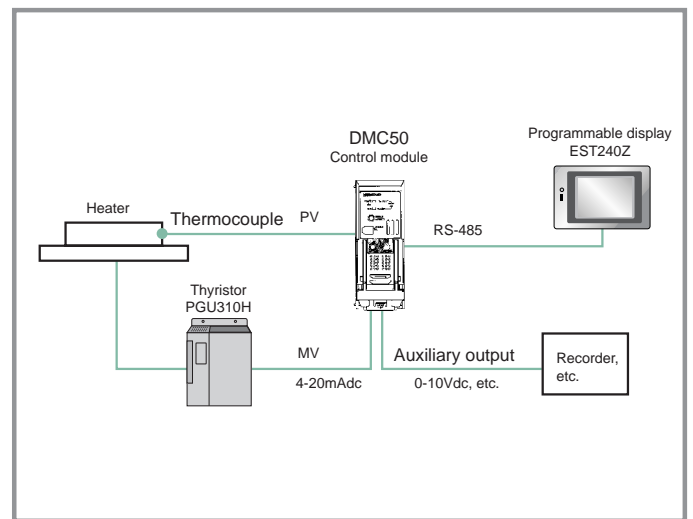 DMC50
Control module
Programmable display
EST240Z
Heater
Thermocouple
PV
RS-485
Thyristor
PGU310H
MV
4-20mAdc
Auxiliary output
0-10Vdc, etc.
Recorder,
etc.